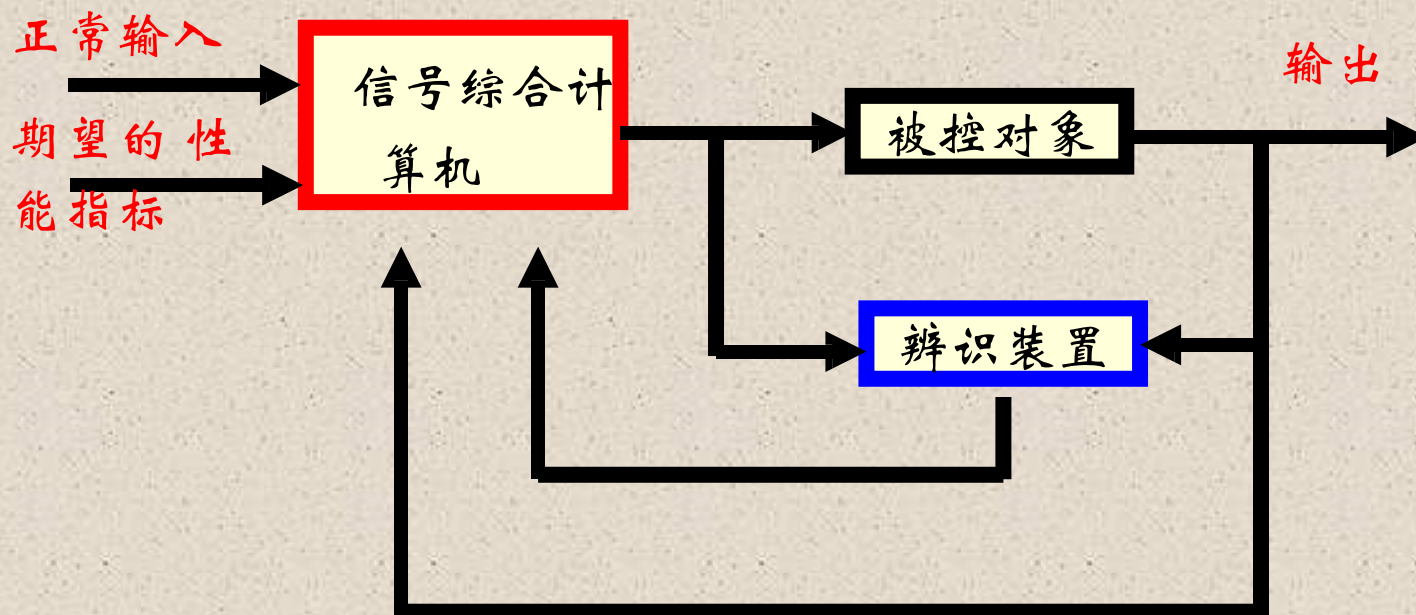 正常输入
期望的性
能指标
信号综合计
算机
被控对象
输出
辨识装置